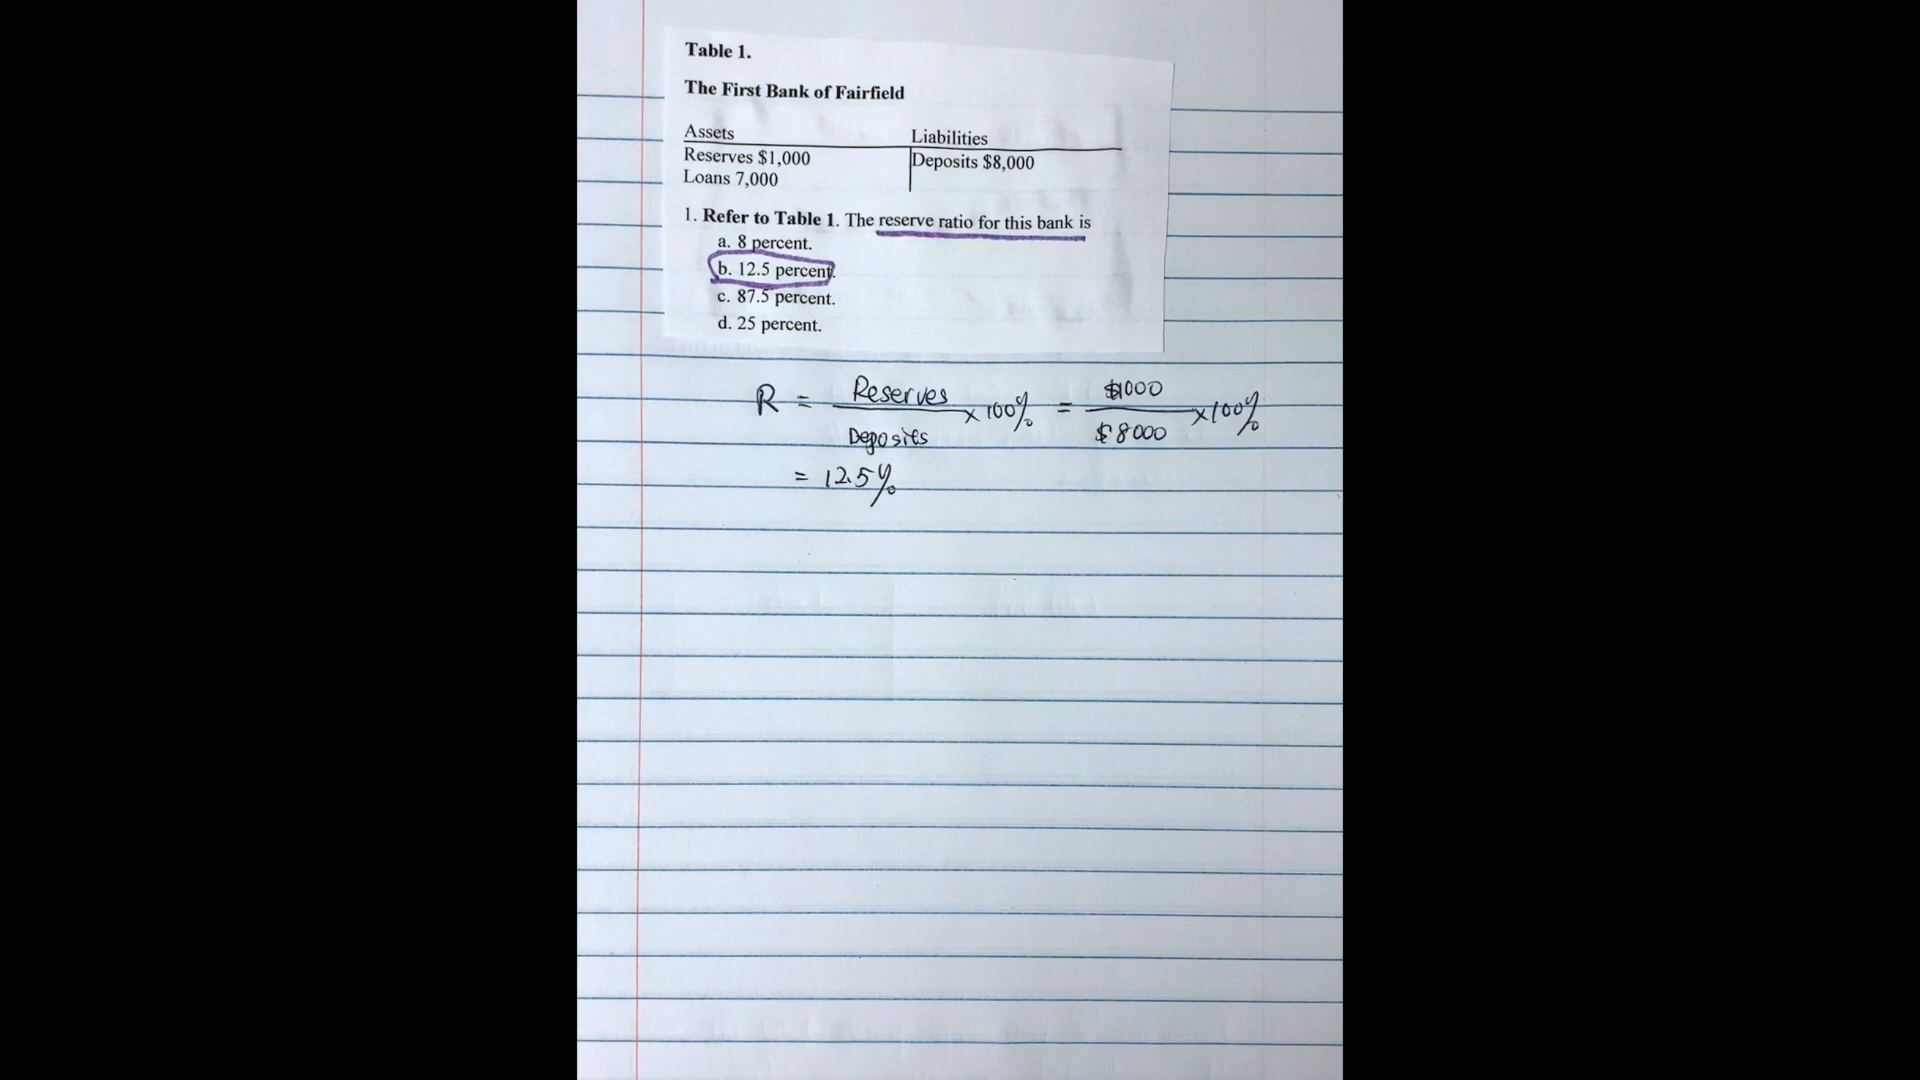 Table 1.
The First Bank of Fairfield
Assets Liabilities
Reserves $1,000 Deposits $8,000
Loans 7,000
1. Refer to Table 1. The reserve ratio for this bank is
a. 8 percent.
b. 12.5 percent.
c. 87.5 percent.
d. 25 percent.
R = Reserves / Deposits × 100% = $1000 / $8000 × 100%
= 12.5%